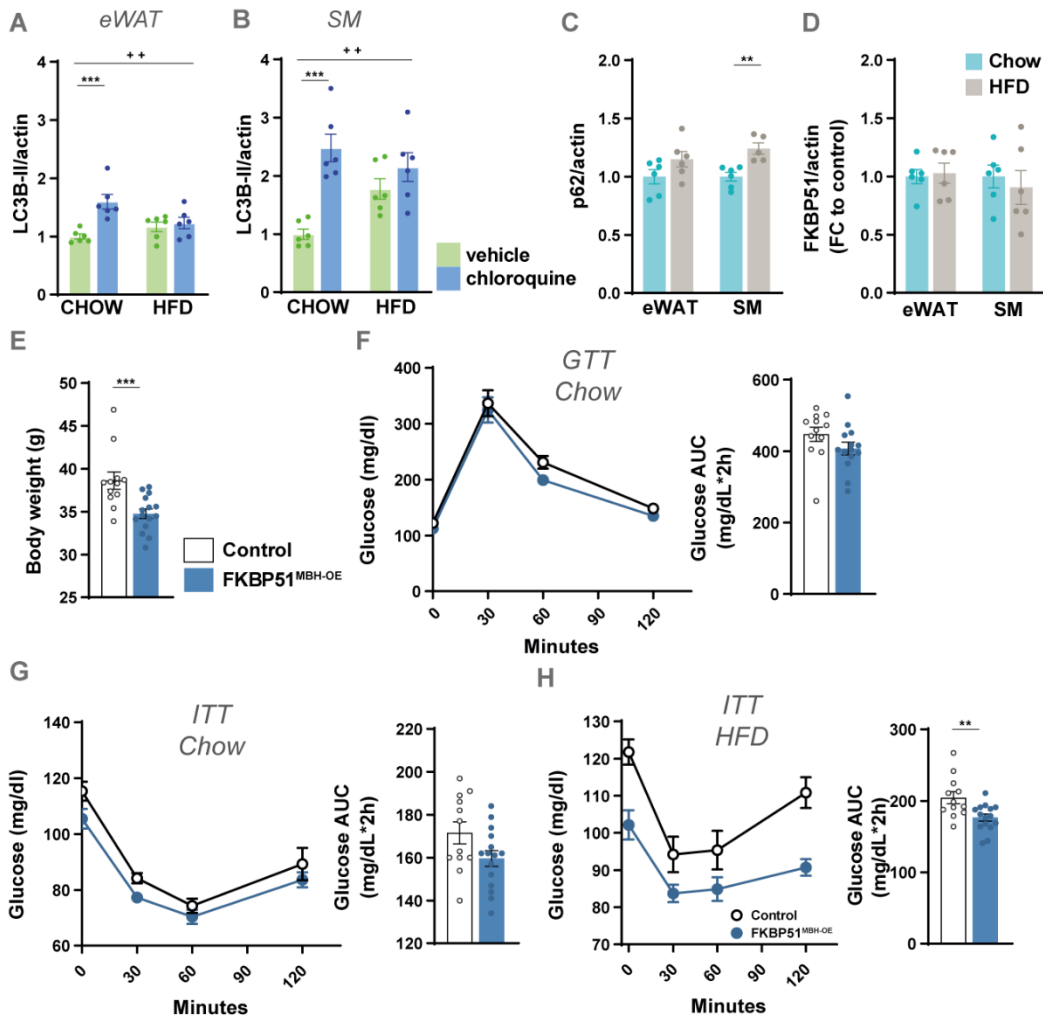 A
eWAT
B
SM
C
D
++
***
4
3
2
1
0
LC3B-II/actin
CHOW
HFD
++
***
4
3
2
1
0
LC3B-II/actin
CHOW
HFD
vehicle
chloroquine
**
2.0
1.5
1.0
0.5
0.0
p62/actin
eWAT
SM
Chow
HFD
2.0
1.5
1.0
0.5
0.0
FKBP51/actin
(FC to control)
eWAT
SM
E
***
50
45
40
35
30
25
Body weight (g)
Control
FKBP51MBH-OE
F
GTT
Chow
400
300
200
100
0
Glucose (mg/dl)
0
30
60
90
120
Minutes
600
400
200
0
Glucose AUC
(mg/dL*2h)
G
ITT
Chow
140
120
100
80
60
Glucose (mg/dl)
0
30
60
90
120
Minutes
220
200
180
160
140
120
Glucose AUC
(mg/dL*2h)
H
ITT
HFD
130
120
110
100
90
80
70
Glucose (mg/dl)
Control
FKBP51MBH-OE
0
30
60
90
120
Minutes
**
300
200
100
0
Glucose AUC
(mg/dL*2h)